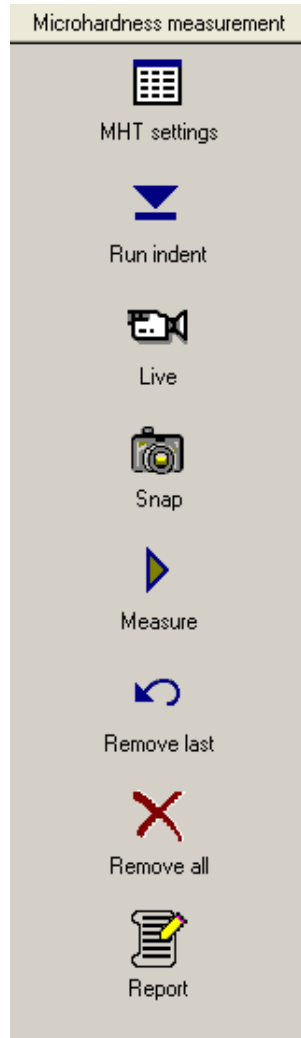 Microhardness measurement
MHT settings
Run indent
Live
Snap
Measure
Remove last
Remove all
Report